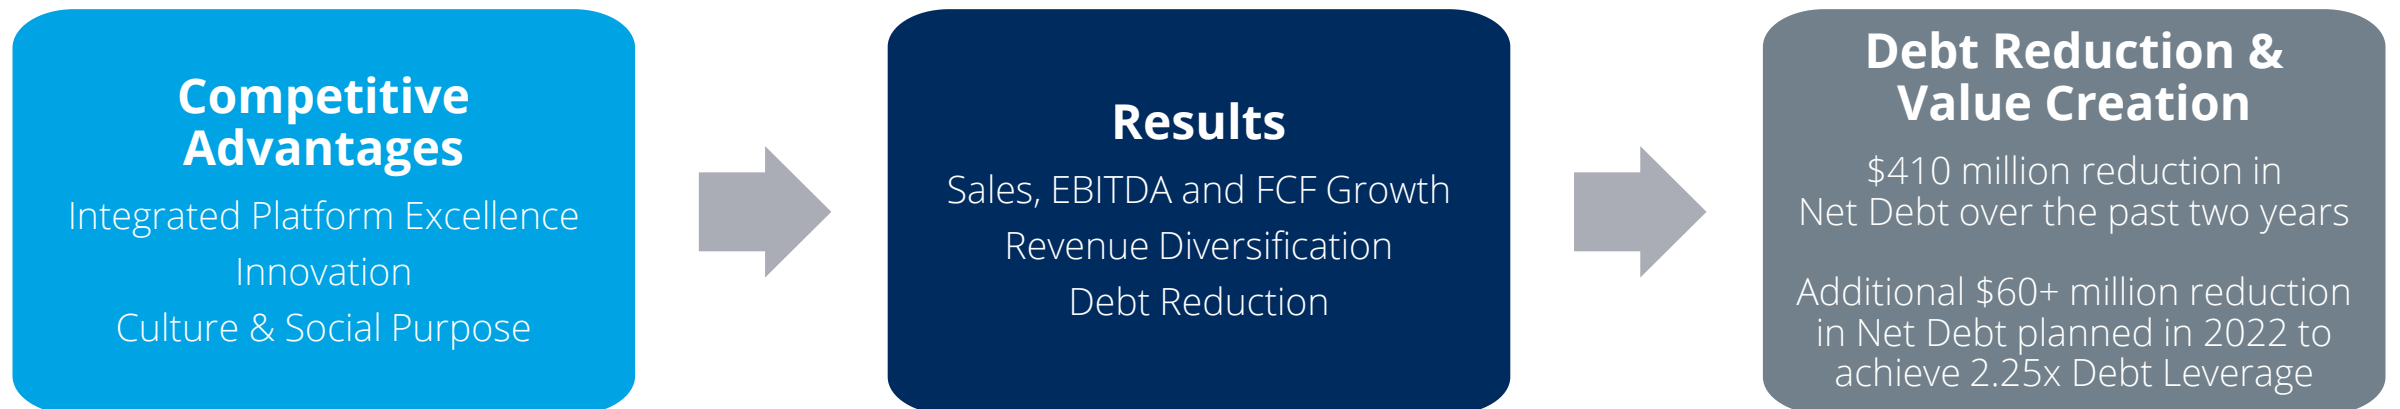 Competitive
Advantages
Integrated Platform Excellence
Innovation
Culture & Social Purpose
Results
Sales, EBITDA and FCF Growth
Revenue Diversification
Debt Reduction
Debt Reduction &
Value Creation
$410 million reduction in
Net Debt over the past two years
Additional $60+ million reduction
in Net Debt planned in 2022 to
achieve 2.25x Debt Leverage